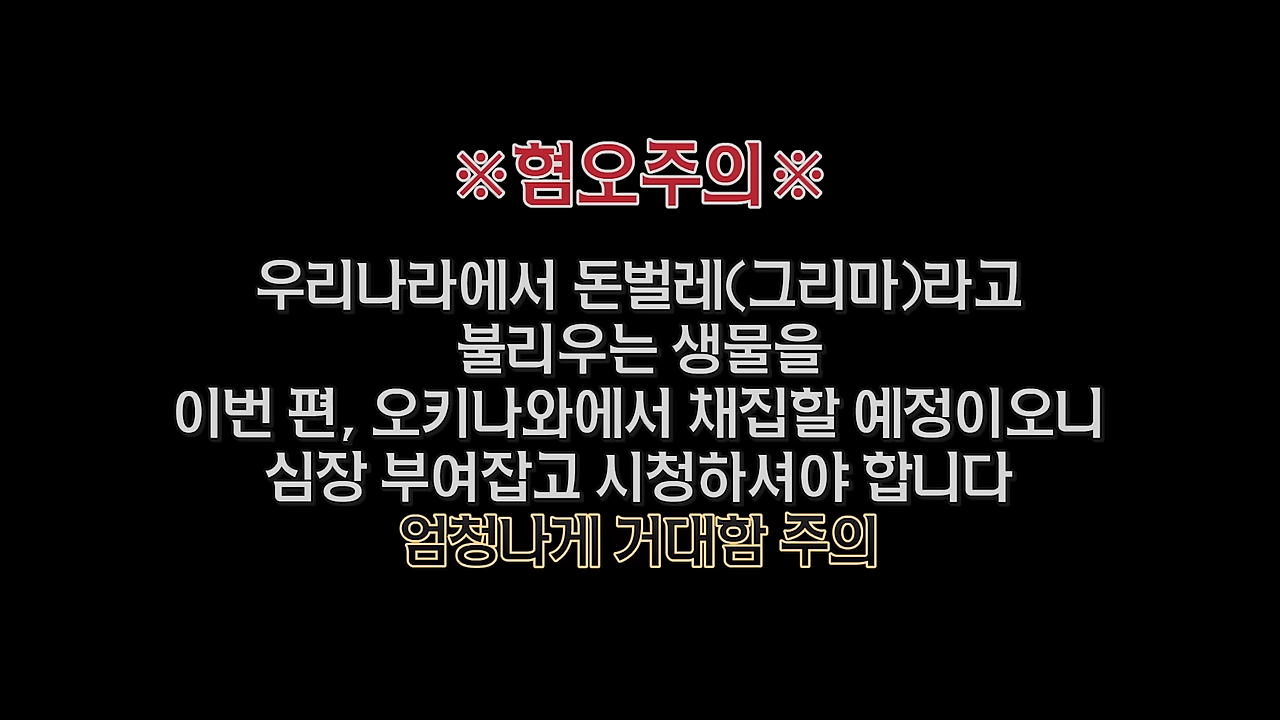 ※혐오주의※
우리나라에서 돈벌레(그리마)라고
불리우는 생물을
이번 편, 오키나와에서 채집할 예정이오니
심장 부여잡고 시청하셔야 합니다
엄청나게 거대함 주의